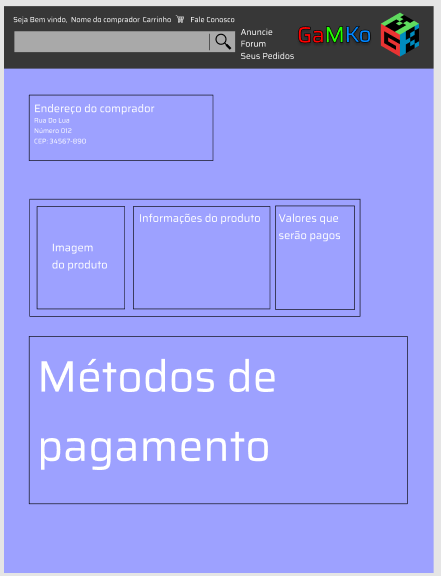 Seja Bem vindo, Nome do comprador Carrinho Fale Conosco
Anuncie
Forum
Seus Pedidos
GaMKo
Endereço do comprador
Rua Da Lua
Número 012
CEP: 34567-890
Imagem
do produto
Informações do produto
Valores que
serão pagos
Métodos de
pagamento